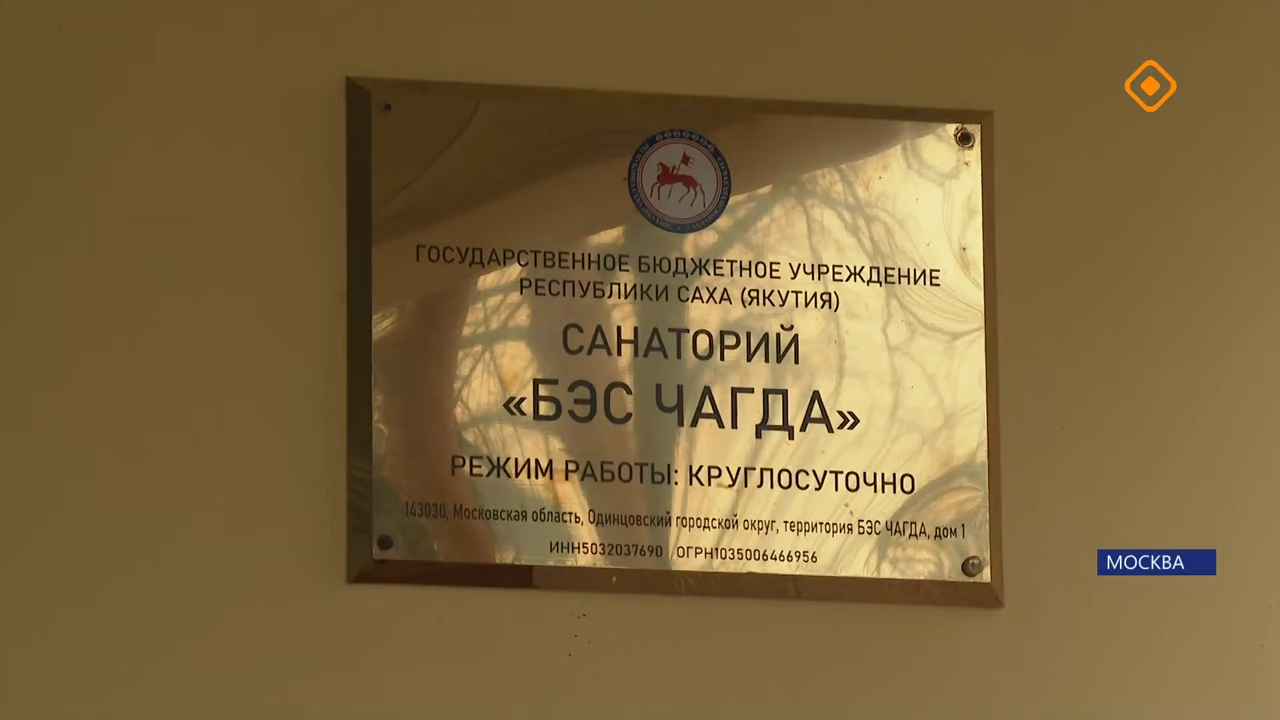 ГОСУДАРСТВЕННОЕ БЮДЖЕТНОЕ УЧРЕЖДЕНИЕ
РЕСПУБЛИКИ САХА (ЯКУТИЯ)
САНАТОРИЙ
«БЭС ЧАГДА»
РЕЖИМ РАБОТЫ: КРУГЛОСУТОЧНО
143030, Московская область, Одинцовский городской округ, территория БЭС ЧАГДА, дом 1
ИНН5032037690 ОГРН1035006466956
МОСКВА